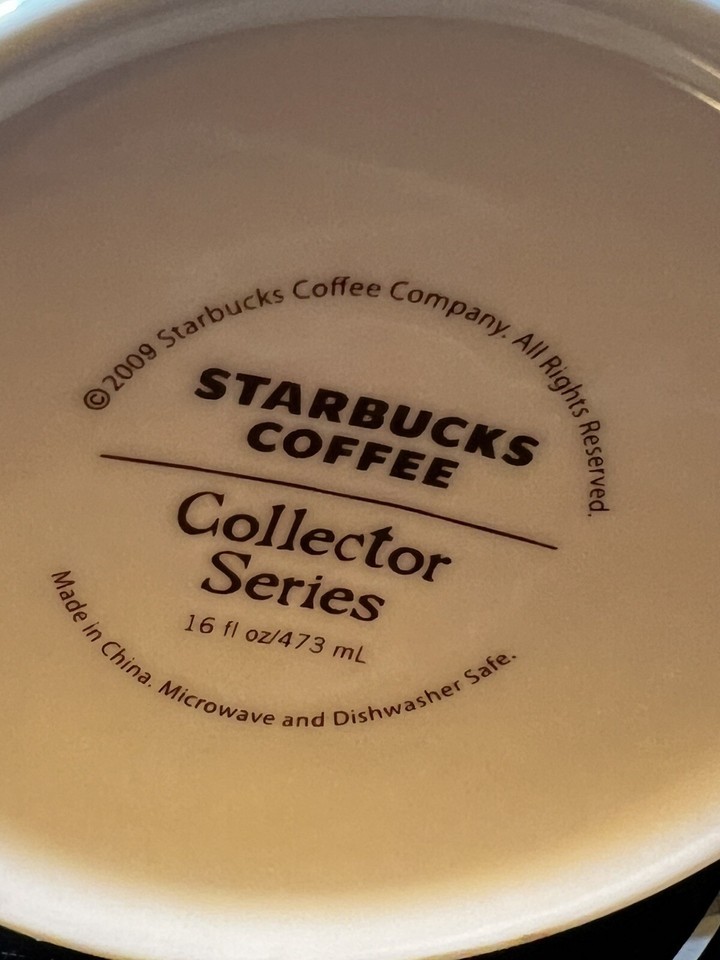 ©2009 Starbucks Coffee Company. All Rights Reserved.
STARBUCKS
COFFEE
Collector
Series
16 fl oz/473 mL
Made in China. Microwave and Dishwasher Safe.